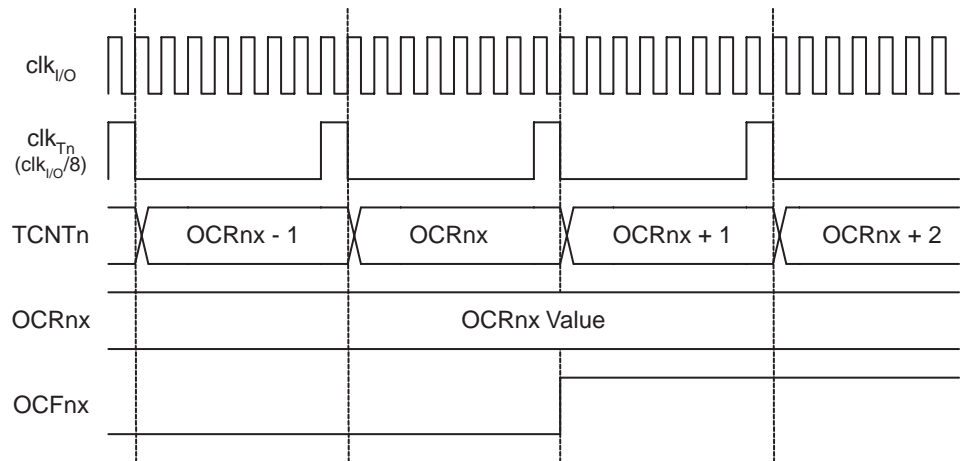 clkI/O
clkTn
(clkI/O/8)
TCNTn
OCRnx - 1
OCRnx
OCRnx + 1
OCRnx + 2
OCRnx
OCRnx Value
OCFnx